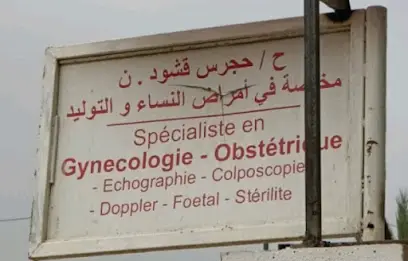 ح / حجرس قشود . ن
مختصة في أمراض النساء و التوليد
Spécialiste en
Gynecologie - Obstétrique
- Echographie - Colposcopie
- Doppler - Foetal - Stérilite